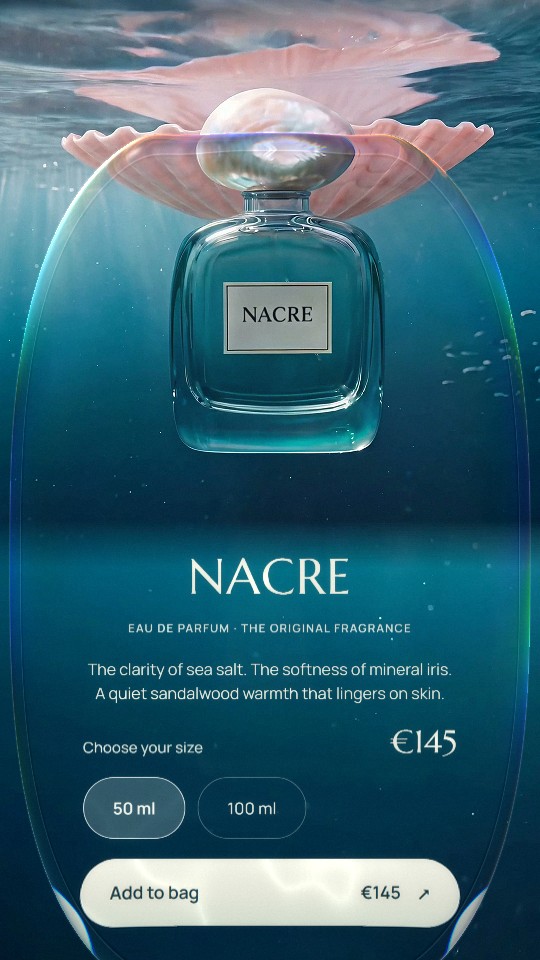 NACRE
NACRE
EAU DE PARFUM · THE ORIGINAL FRAGRANCE
The clarity of sea salt. The softness of mineral iris.
A quiet sandalwood warmth that lingers on skin.
Choose your size
€145
50 ml
100 ml
Add to bag
€145 ↗